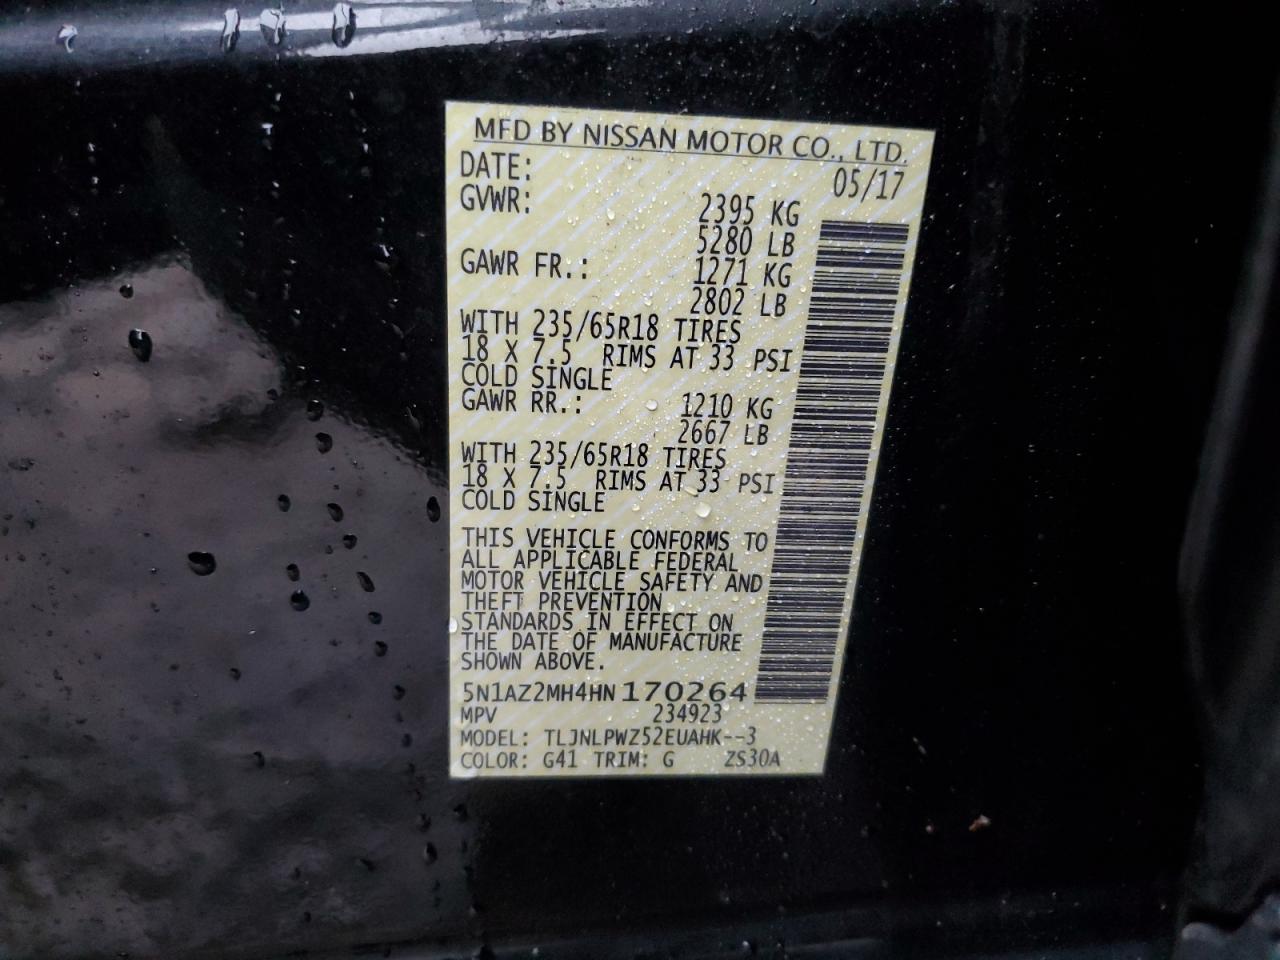 MFD BY NISSAN MOTOR CO., LTD.
DATE: 05/17
GVWR: 2395 KG
5280 LB
GAWR FR.: 1271 KG
2802 LB
WITH 235/65R18 TIRES
18 X 7.5 RIMS AT 33 PSI
COLD SINGLE
GAWR RR.: 1210 KG
2667 LB
WITH 235/65R18 TIRES
18 X 7.5 RIMS AT 33 PSI
COLD SINGLE
THIS VEHICLE CONFORMS TO
ALL APPLICABLE FEDERAL
MOTOR VEHICLE SAFETY AND
THEFT PREVENTION
STANDARDS IN EFFECT ON
THE DATE OF MANUFACTURE
SHOWN ABOVE.
5N1AZ2MH4HN170264
MPV 234923
MODEL: TLJNLPWZ52EUAHK--3
COLOR: G41 TRIM: G ZS30A